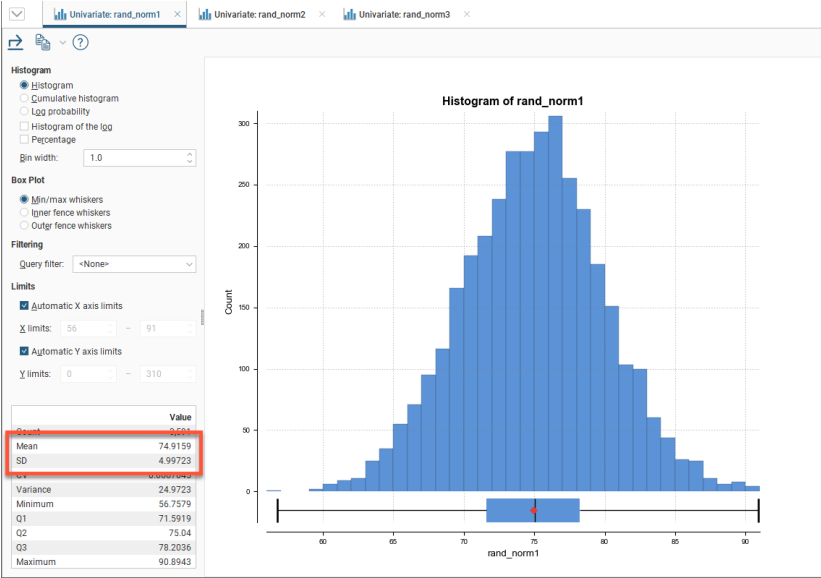 Univariate: rand_norm1 × Univariate: rand_norm2 × Univariate: rand_norm3 ×
Histogram
Histogram
Cumulative histogram
Log probability
Histogram of the log
Percentage
Bin width: 1.0
Box Plot
Min/max whiskers
Inner fence whiskers
Outer fence whiskers
Filtering
Query filter: <None>
Limits
Automatic X axis limits
X limits: 56 – 91
Automatic Y axis limits
Y limits: 0 – 310
Value
Mean 74.9159
SD 4.99723
Variance 24.9723
Minimum 56.7579
Q1 71.5919
Q2 75.04
Q3 78.2036
Maximum 90.8943
Histogram of rand_norm1
300
250
200
150
100
50
0
Count
60 65 70 75 80 85 90
rand_norm1